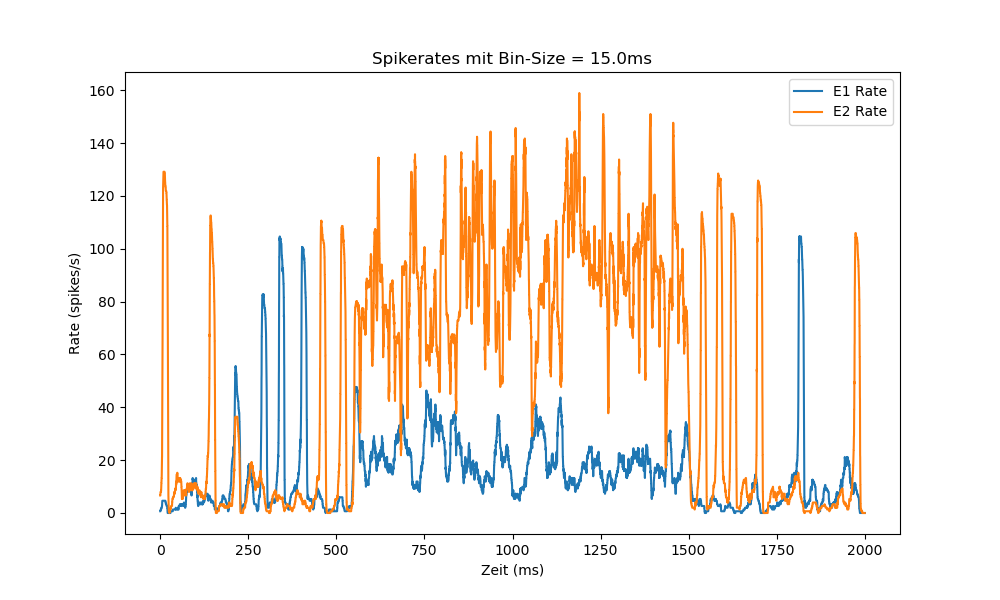 Spikerates mit Bin-Size = 15.0ms
E1 Rate
E2 Rate
160
140
120
100
80
60
40
20
0
Rate (spikes/s)
0 250 500 750 1000 1250 1500 1750 2000
Zeit (ms)